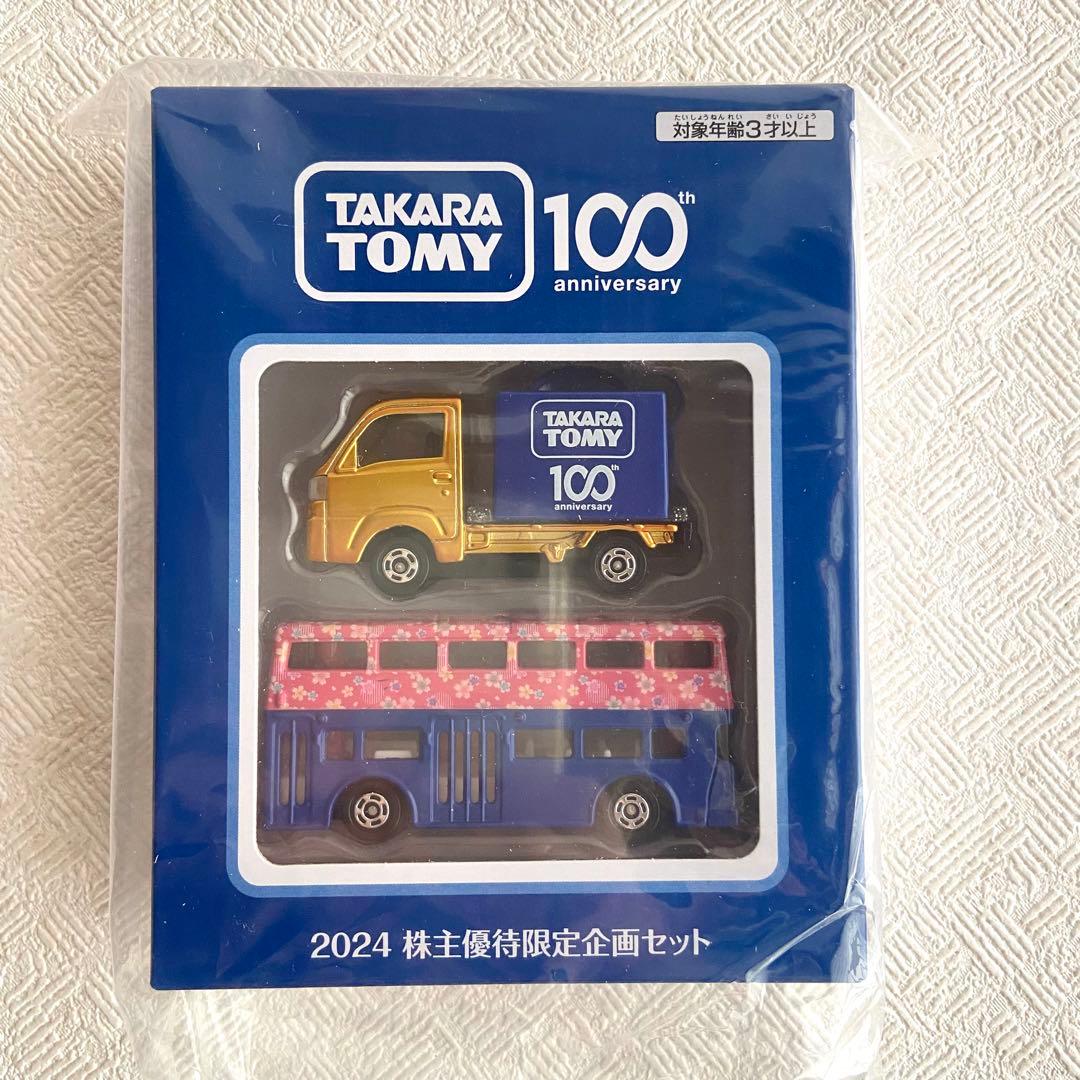 たいしょうねんれい さい い じょう
対象年齢3才以上
TAKARA
TOMY
100th
anniversary
TAKARA
TOMY
100th
anniversary
2024 株主優待限定企画セット